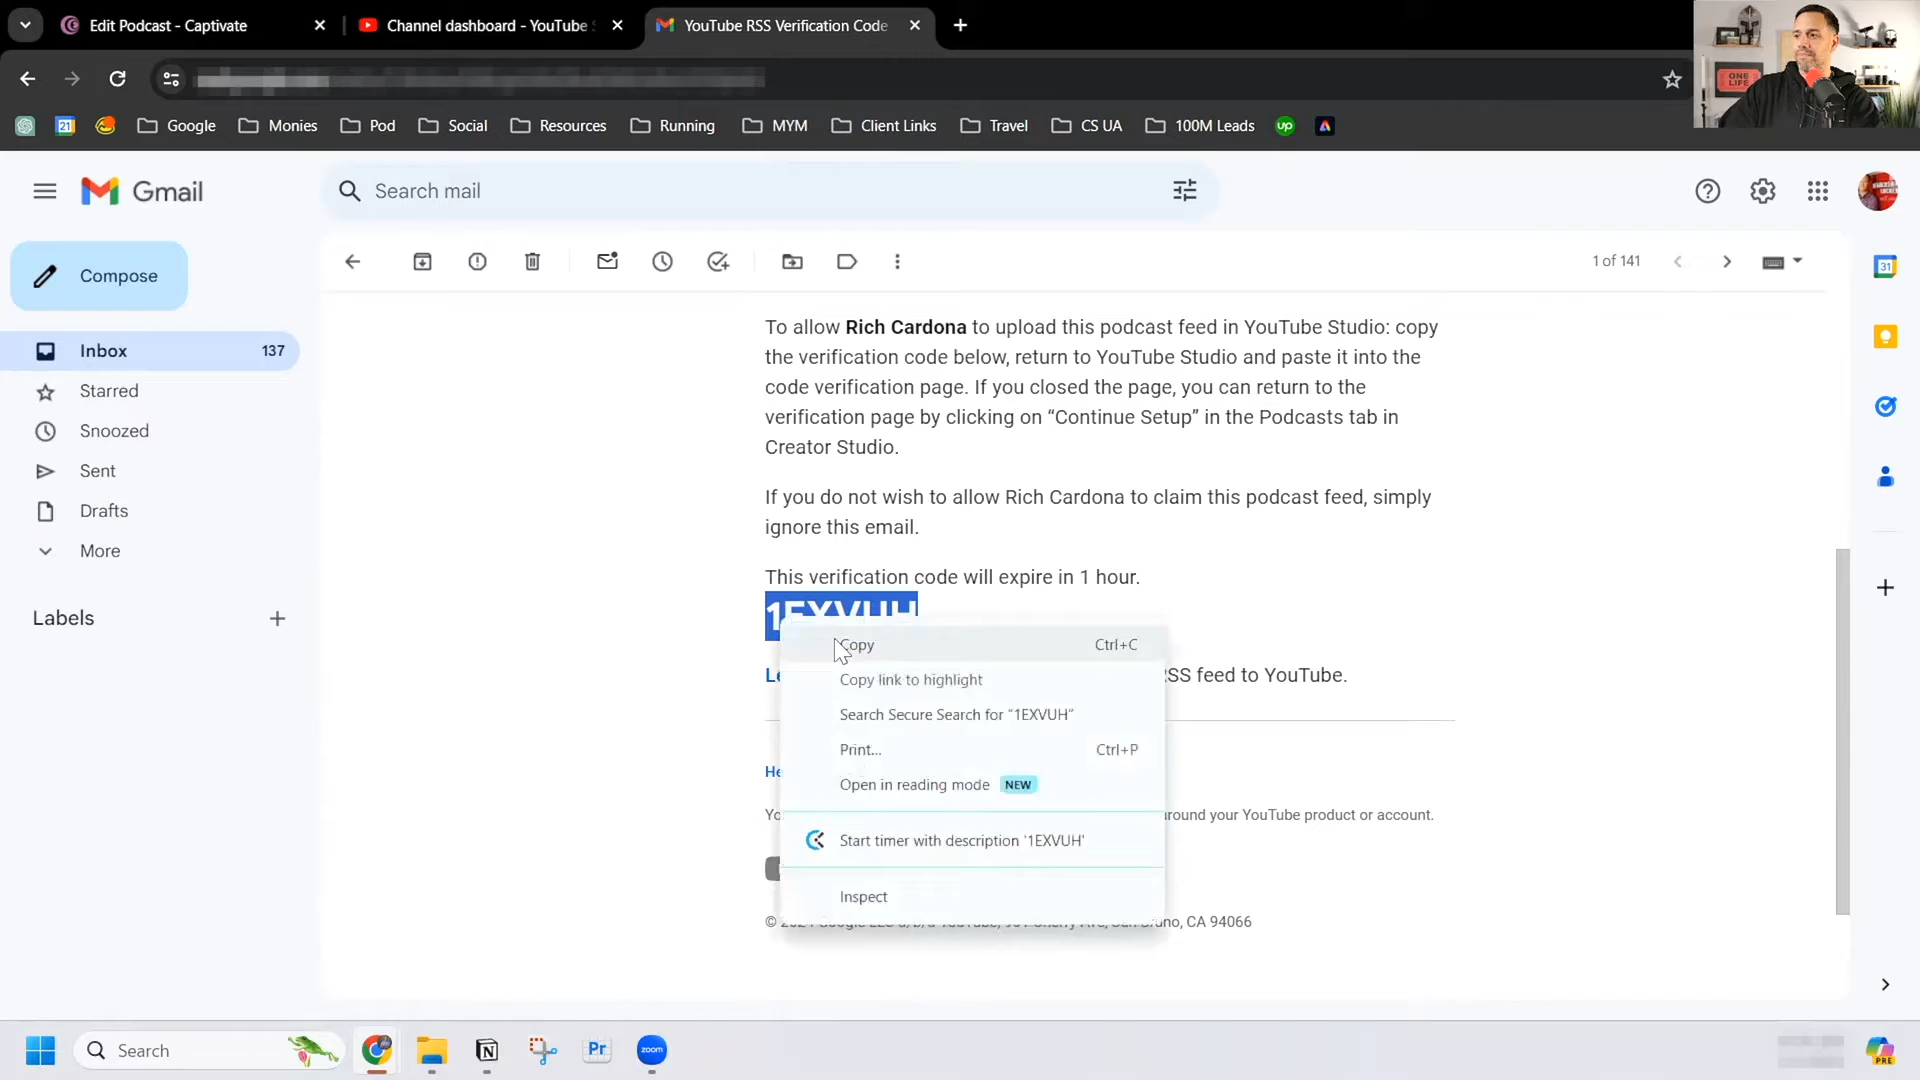 Edit Podcast - Captivate
Channel dashboard - YouTube S
YouTube RSS Verification Code
Google
Monies
Pod
Social
Resources
Running
MYM
Client Links
Travel
CS UA
100M Leads
up
ONE
LIFE
Gmail
Search mail
Compose
1 of 141
Inbox 137
Starred
Snoozed
Sent
Drafts
More
Labels
To allow Rich Cardona to upload this podcast feed in YouTube Studio: copy
the verification code below, return to YouTube Studio and paste it into the
code verification page. If you closed the page, you can return to the
verification page by clicking on “Continue Setup” in the Podcasts tab in
Creator Studio.
If you do not wish to allow Rich Cardona to claim this podcast feed, simply
ignore this email.
This verification code will expire in 1 hour.
1EXVUH
Copy Ctrl+C
Copy link to highlight
SS feed to YouTube.
Search Secure Search for “1EXVUH”
Print... Ctrl+P
Open in reading mode NEW
He
round your YouTube product or account.
Start timer with description '1EXVUH'
Inspect
CA 94066
Search
Pr
zoom
PRE